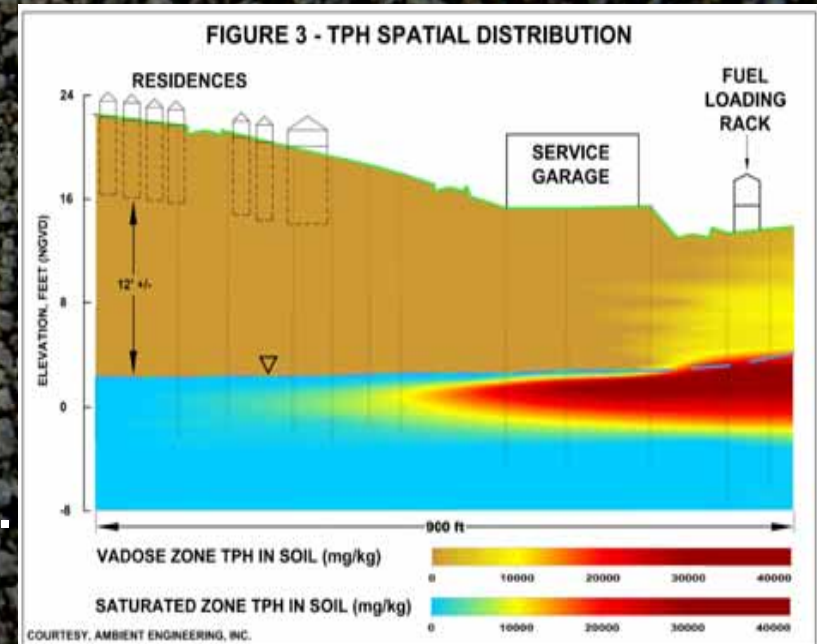 FIGURE 3 - TPH SPATIAL DISTRIBUTION
RESIDENCES
FUEL
LOADING
RACK
SERVICE
GARAGE
24
16
8
0
-8
ELEVATION, FEET (NGVD)
12' +/-
900 ft
VADOSE ZONE TPH IN SOIL (mg/kg)
0 10000 20000 30000 40000
SATURATED ZONE TPH IN SOIL (mg/kg)
0 10000 20000 30000 40000
COURTESY, AMBIENT ENGINEERING, INC.